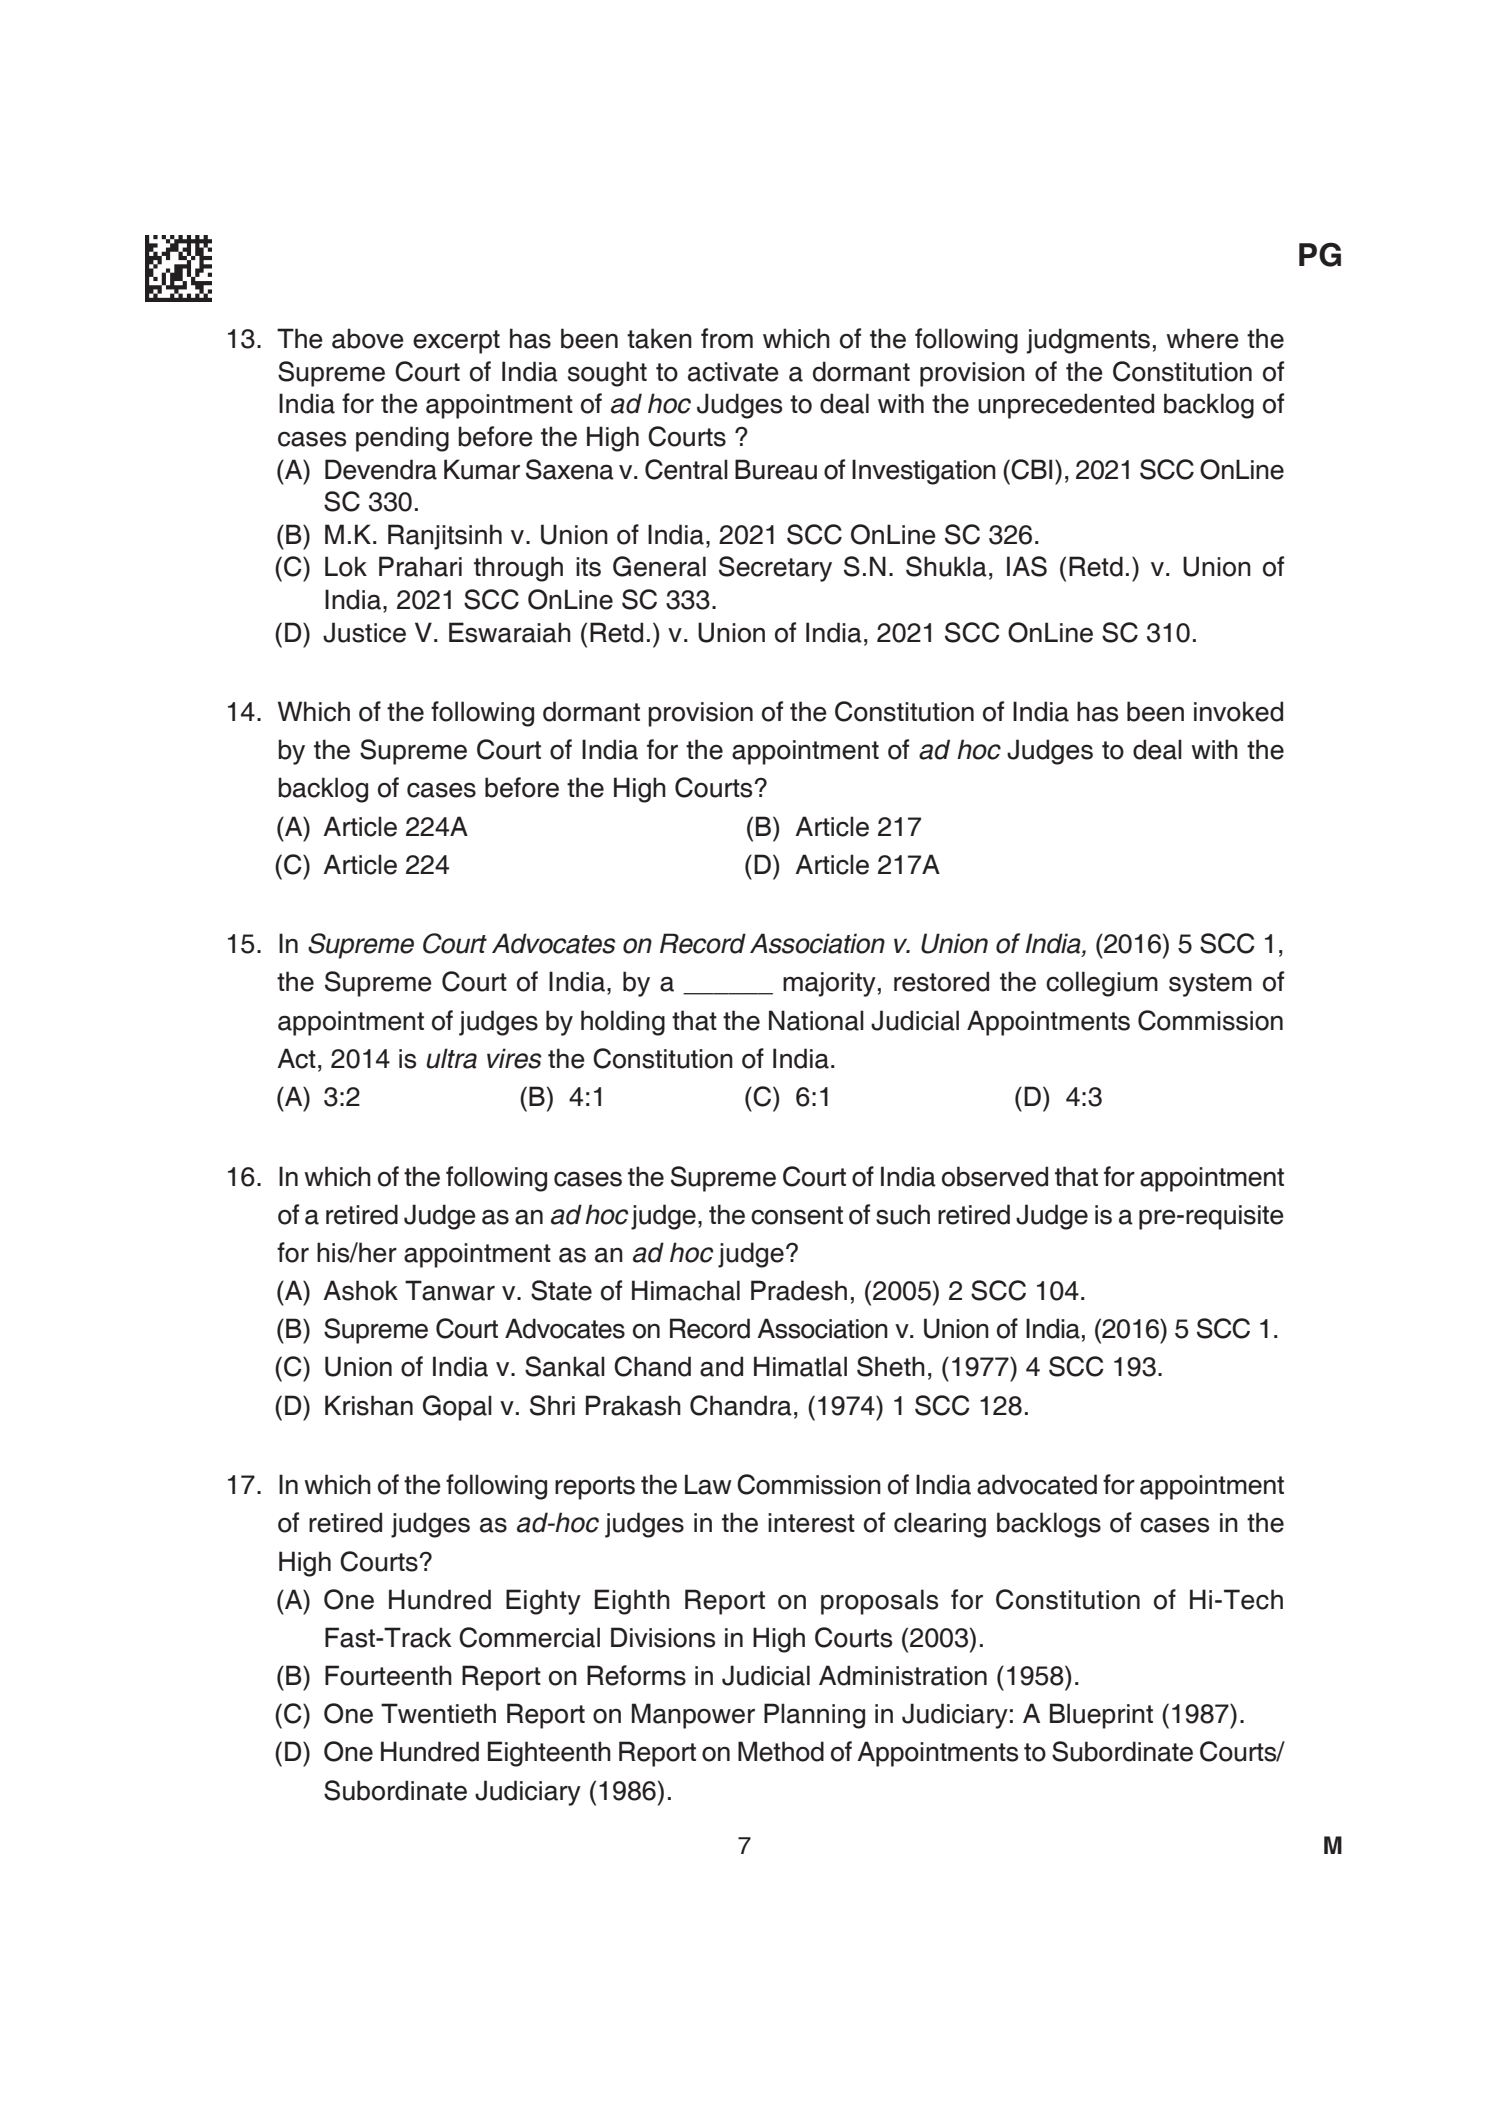 PG
13. The above excerpt has been taken from which of the following judgments, where the
Supreme Court of India sought to activate a dormant provision of the Constitution of
India for the appointment of ad hoc Judges to deal with the unprecedented backlog of
cases pending before the High Courts ?
(A) Devendra Kumar Saxena v. Central Bureau of Investigation (CBI), 2021 SCC OnLine
SC 330.
(B) M.K. Ranjitsinh v. Union of India, 2021 SCC OnLine SC 326.
(C) Lok Prahari through its General Secretary S.N. Shukla, IAS (Retd.) v. Union of
India, 2021 SCC OnLine SC 333.
(D) Justice V. Eswaraiah (Retd.) v. Union of India, 2021 SCC OnLine SC 310.
14. Which of the following dormant provision of the Constitution of India has been invoked
by the Supreme Court of India for the appointment of ad hoc Judges to deal with the
backlog of cases before the High Courts?
(A) Article 224A (B) Article 217
(C) Article 224 (D) Article 217A
15. In Supreme Court Advocates on Record Association v. Union of India, (2016) 5 SCC 1,
the Supreme Court of India, by a ______ majority, restored the collegium system of
appointment of judges by holding that the National Judicial Appointments Commission
Act, 2014 is ultra vires the Constitution of India.
(A) 3:2 (B) 4:1 (C) 6:1 (D) 4:3
16. In which of the following cases the Supreme Court of India observed that for appointment
of a retired Judge as an ad hoc judge, the consent of such retired Judge is a pre-requisite
for his/her appointment as an ad hoc judge?
(A) Ashok Tanwar v. State of Himachal Pradesh, (2005) 2 SCC 104.
(B) Supreme Court Advocates on Record Association v. Union of India, (2016) 5 SCC 1.
(C) Union of India v. Sankal Chand and Himatlal Sheth, (1977) 4 SCC 193.
(D) Krishan Gopal v. Shri Prakash Chandra, (1974) 1 SCC 128.
17. In which of the following reports the Law Commission of India advocated for appointment
of retired judges as ad-hoc judges in the interest of clearing backlogs of cases in the
High Courts?
(A) One Hundred Eighty Eighth Report on proposals for Constitution of Hi-Tech
Fast-Track Commercial Divisions in High Courts (2003).
(B) Fourteenth Report on Reforms in Judicial Administration (1958).
(C) One Twentieth Report on Manpower Planning in Judiciary: A Blueprint (1987).
(D) One Hundred Eighteenth Report on Method of Appointments to Subordinate Courts/
Subordinate Judiciary (1986).
7 M